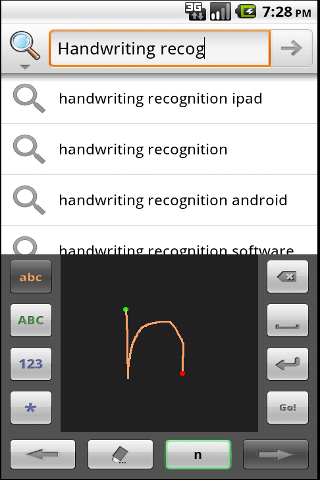 3G 7:28 PM
Handwriting recog
handwriting recognition ipad
handwriting recognition
handwriting recognition android
handwriting recognition software
abc
ABC
123
*
n
Go!
n